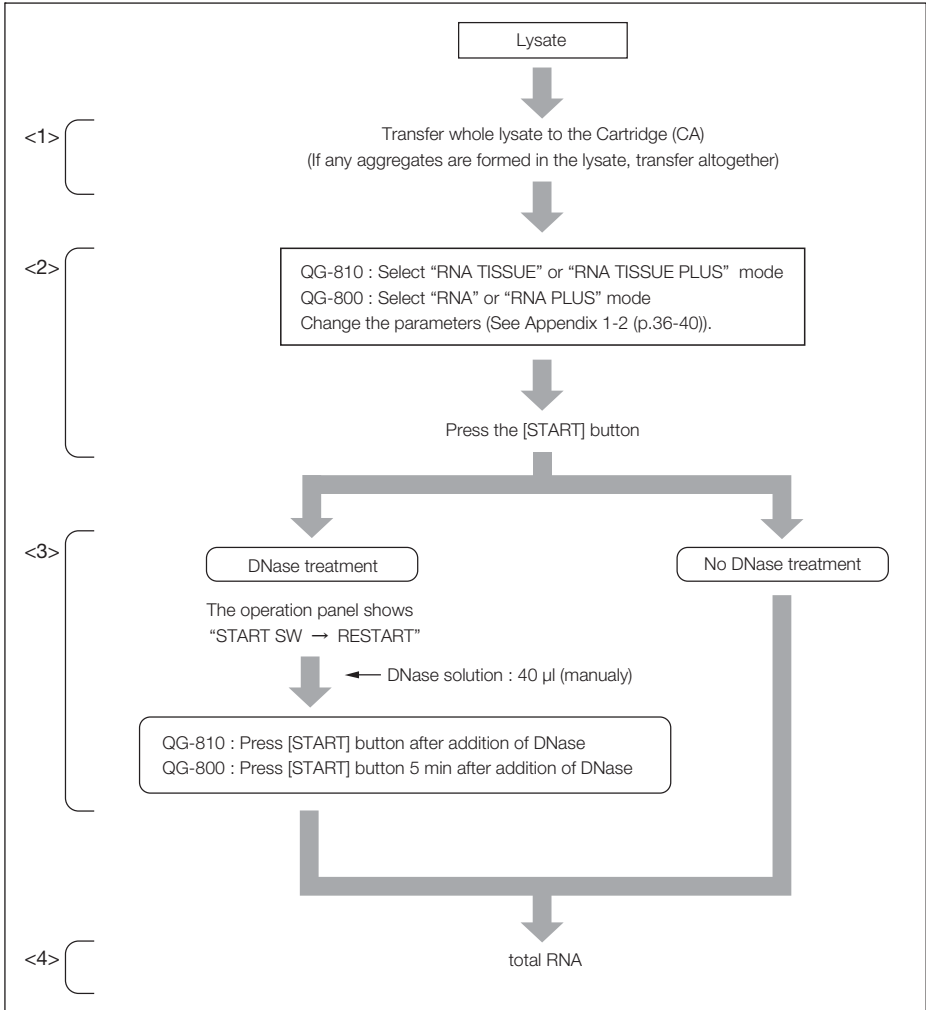 Lysate
<1>
Transfer whole lysate to the Cartridge (CA)
(If any aggregates are formed in the lysate, transfer altogether)
<2>
QG-810 : Select “RNA TISSUE” or “RNA TISSUE PLUS” mode
QG-800 : Select “RNA” or “RNA PLUS” mode
Change the parameters (See Appendix 1-2 (p.36-40)).
Press the [START] button
<3>
DNase treatment
No DNase treatment
The operation panel shows
“START SW → RESTART”
DNase solution : 40 µl (manualy)
QG-810 : Press [START] button after addition of DNase
QG-800 : Press [START] button 5 min after addition of DNase
<4>
total RNA